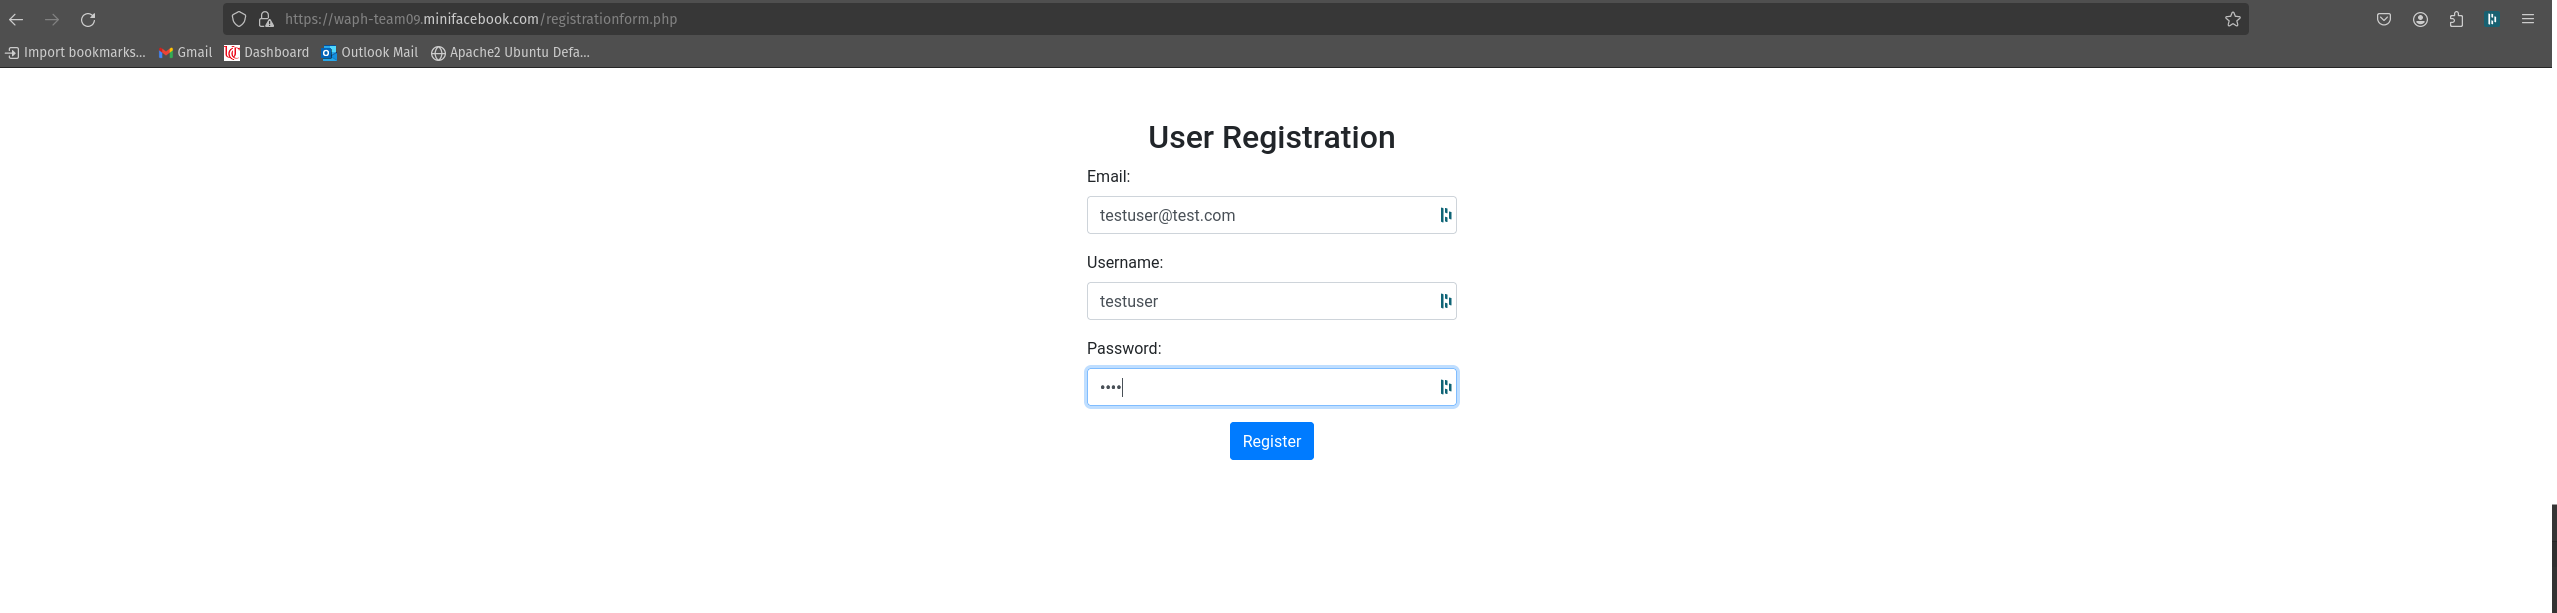 https://waph-team09.minifacebook.com/registrationform.php
Import bookmarks... Gmail Dashboard Outlook Mail Apache2 Ubuntu Defa...
User Registration
Email:
testuser@test.com
Username:
testuser
Password:
••••
Register